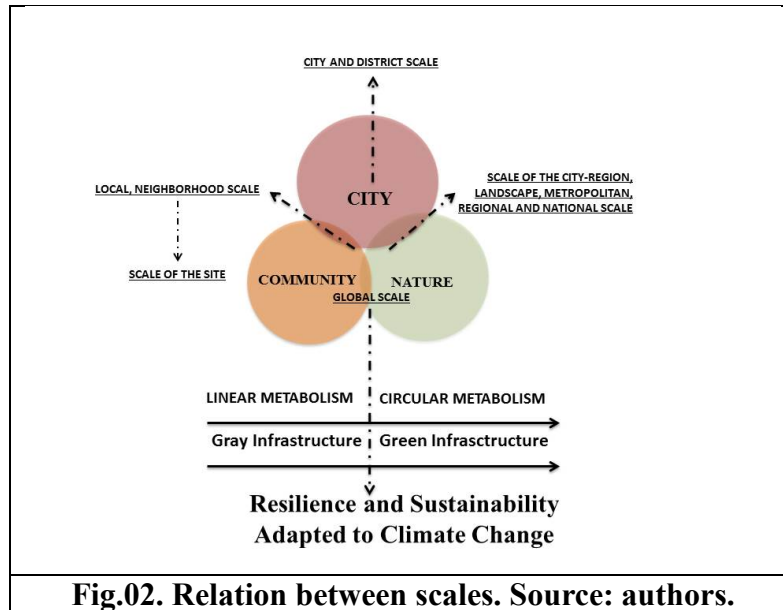 CITY AND DISTRICT SCALE
LOCAL, NEIGHBORHOOD SCALE
SCALE OF THE CITY-REGION,
LANDSCAPE, METROPOLITAN,
REGIONAL AND NATIONAL SCALE
CITY
SCALE OF THE SITE
COMMUNITY
NATURE
GLOBAL SCALE
LINEAR METABOLISM
CIRCULAR METABOLISM
Gray Infrastructure
Green Infrasctructure
Resilience and Sustainability
Adapted to Climate Change
Fig.02. Relation between scales. Source: authors.